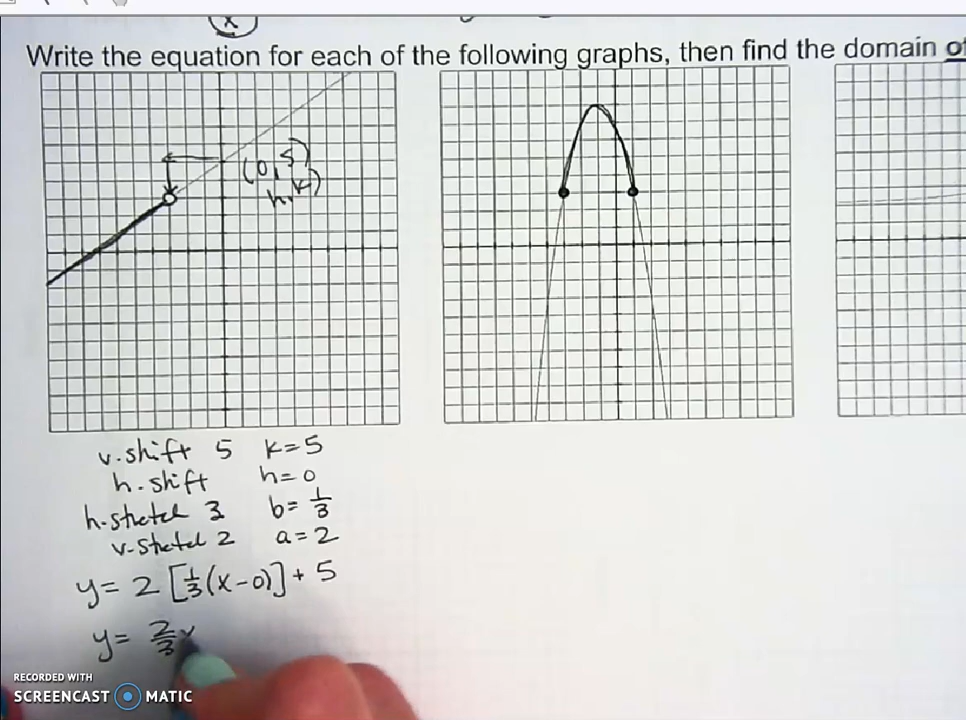 x
Write the equation for each of the following graphs, then find the domain of
(0, 5)
h, k)
v. shift 5 k = 5
h. shift h = 0
h. stretch 3 b = 1/3
v. stretch 2 a = 2
y = 2 [1/3 (x - 0)] + 5
y = 2/3 x
RECORDED WITH
SCREENCAST MATIC